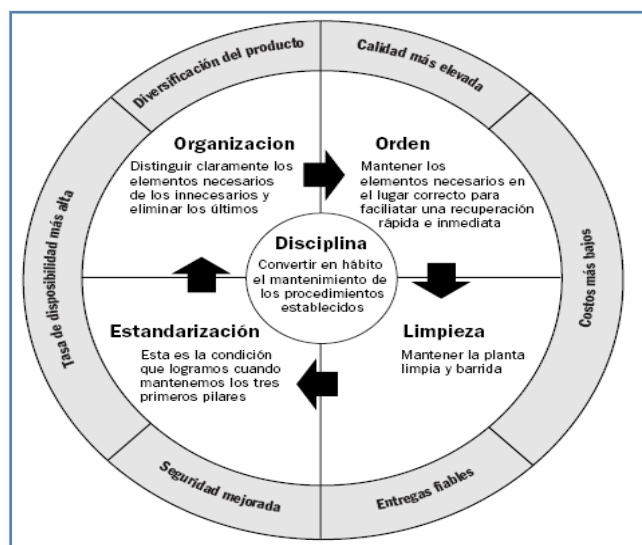 Diversificación del producto
Calidad más elevada
Tasa de disposibilidad más alta
Costos más bajos
Organizacion
Distinguir claramente los
elementos necesarios
de los innecesarios y
eliminar los últimos
Orden
Mantener los
elementos necesarios en
el lugar correcto para
faciliatar una recuperación
rápida e inmediata
Disciplina
Convertir en hábito
el mantenimiento de
los procedimientos
establecidos
Estandarización
Esta es la condición
que logramos cuando
mantenemos los tres
primeros pilares
Limpieza
Mantener la planta
limpia y barrida
Seguridad mejorada
Entregas fiables